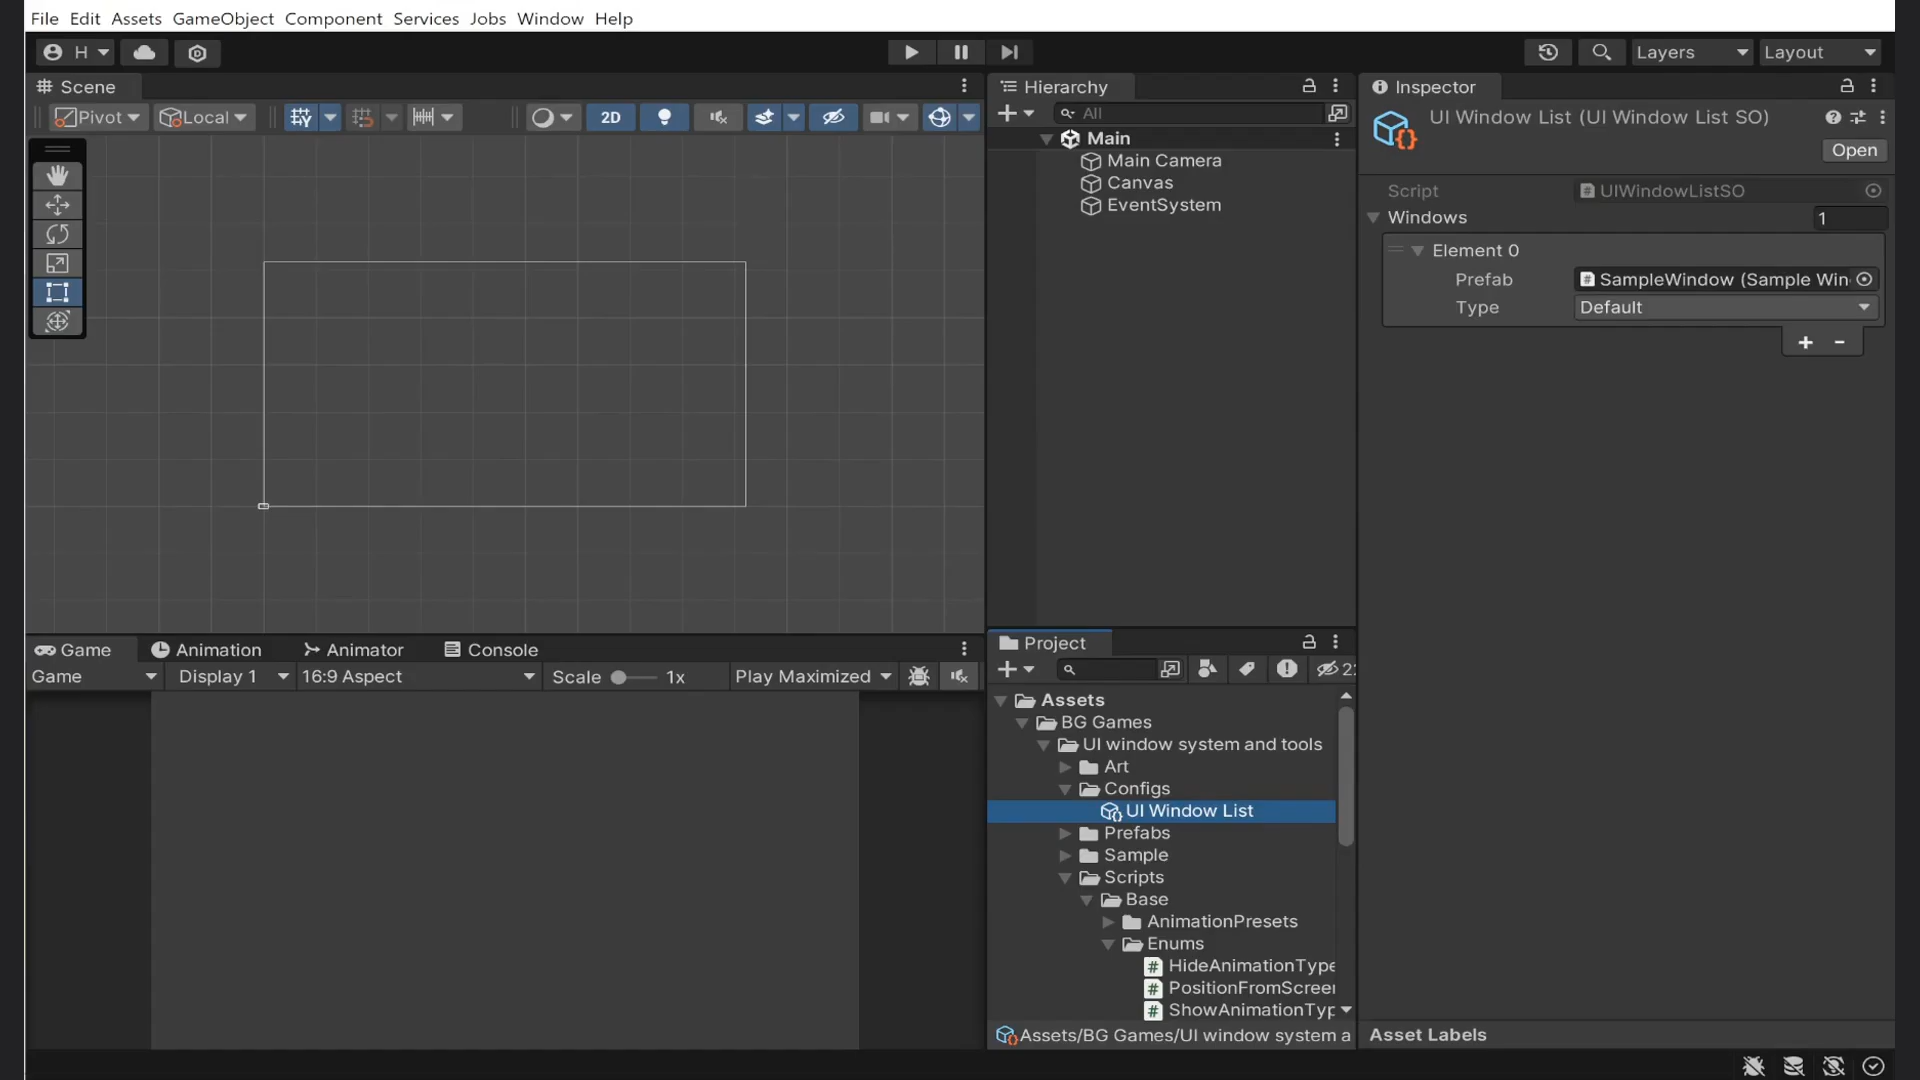 File Edit Assets GameObject Component Services Jobs Window Help
H
Layers
Layout
Scene
Pivot
Local
2D
Hierarchy
All
Main
Main Camera
Canvas
EventSystem
Inspector
UI Window List (UI Window List SO)
Open
Script
UIWindowListSO
Windows
1
Element 0
Prefab
SampleWindow (Sample Win
Type
Default
+ -
Game
Animation
Animator
Console
Game
Display 1
16:9 Aspect
Scale
1x
Play Maximized
Project
2
Assets
BG Games
UI window system and tools
Art
Configs
UI Window List
Prefabs
Sample
Scripts
Base
AnimationPresets
Enums
HideAnimationType
PositionFromScreen
ShowAnimationTyp
Assets/BG Games/UI window system a
Asset Labels